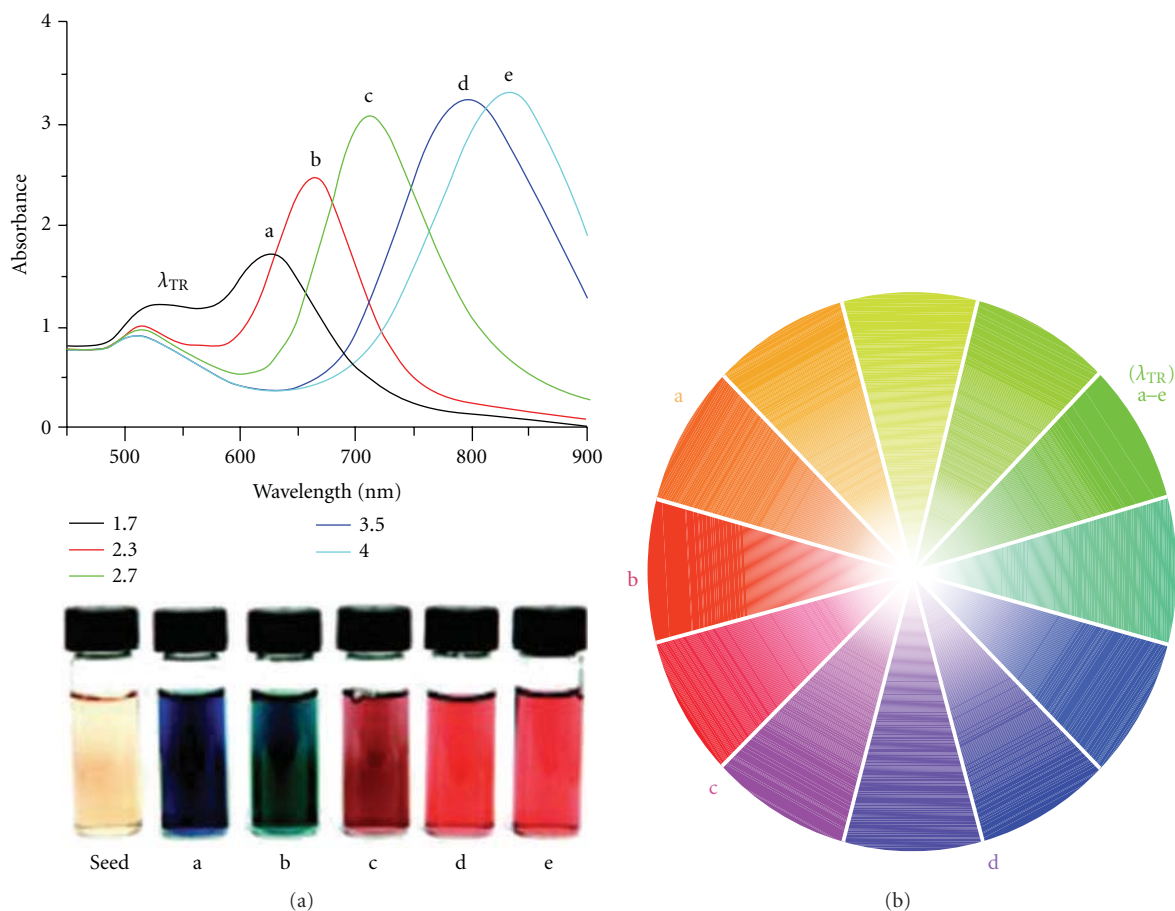 4
3
2
1
0
Absorbance
λTR
a
b
c
d
e
500 600 700 800 900
Wavelength (nm)
1.7
2.3
2.7
3.5
4
Seed a b c d e
(a)
(λTR)
a–e
a
b
c
d
(b)